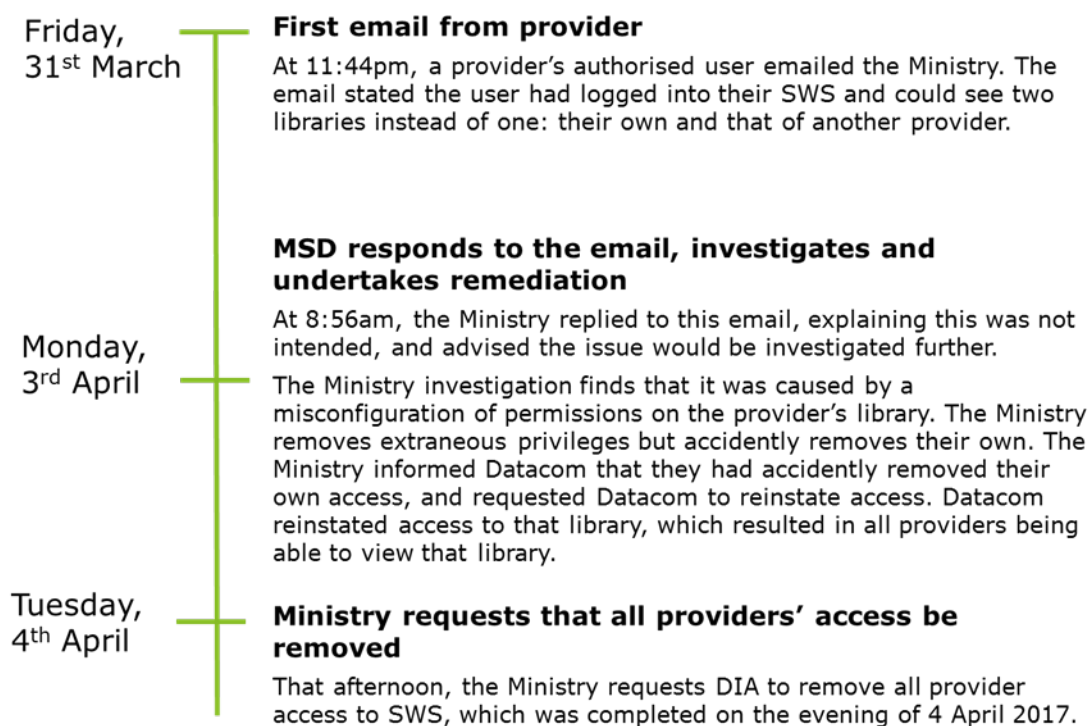 Friday,
31st March
First email from provider
At 11:44pm, a provider's authorised user emailed the Ministry. The
email stated the user had logged into their SWS and could see two
libraries instead of one: their own and that of another provider.
Monday,
3rd April
MSD responds to the email, investigates and
undertakes remediation
At 8:56am, the Ministry replied to this email, explaining this was not
intended, and advised the issue would be investigated further.
The Ministry investigation finds that it was caused by a
misconfiguration of permissions on the provider's library. The Ministry
removes extraneous privileges but accidently removes their own. The
Ministry informed Datacom that they had accidently removed their
own access, and requested Datacom to reinstate access. Datacom
reinstated access to that library, which resulted in all providers being
able to view that library.
Tuesday,
4th April
Ministry requests that all providers' access be
removed
That afternoon, the Ministry requests DIA to remove all provider
access to SWS, which was completed on the evening of 4 April 2017.